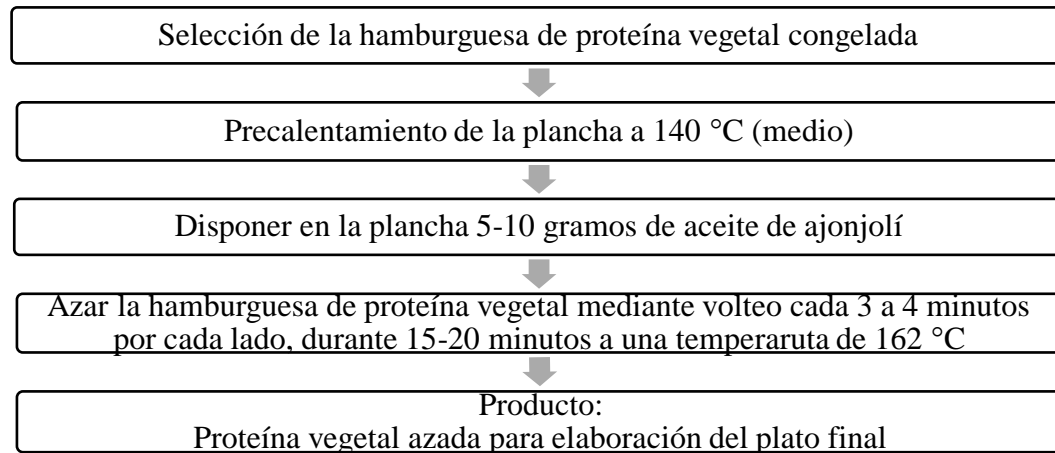 Selección de la hamburguesa de proteína vegetal congelada
Precalentamiento de la plancha a 140 °C (medio)
Disponer en la plancha 5-10 gramos de aceite de ajonjolí
Azar la hamburguesa de proteína vegetal mediante volteo cada 3 a 4 minutos
por cada lado, durante 15-20 minutos a una temperaruta de 162 °C
Producto:
Proteína vegetal azada para elaboración del plato final